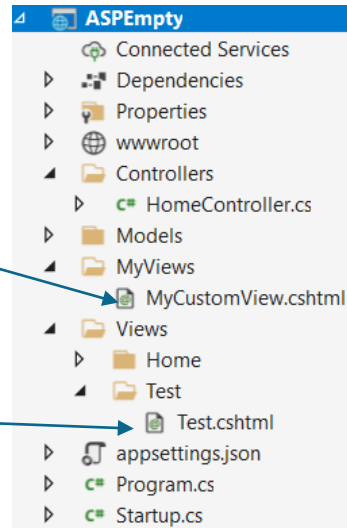 ASPEmpty
Connected Services
Dependencies
Properties
wwwroot
Controllers
C# HomeController.cs
Models
MyViews
MyCustomView.cshtml
Views
Home
Test
Test.cshtml
appsettings.json
C# Program.cs
C# Startup.cs